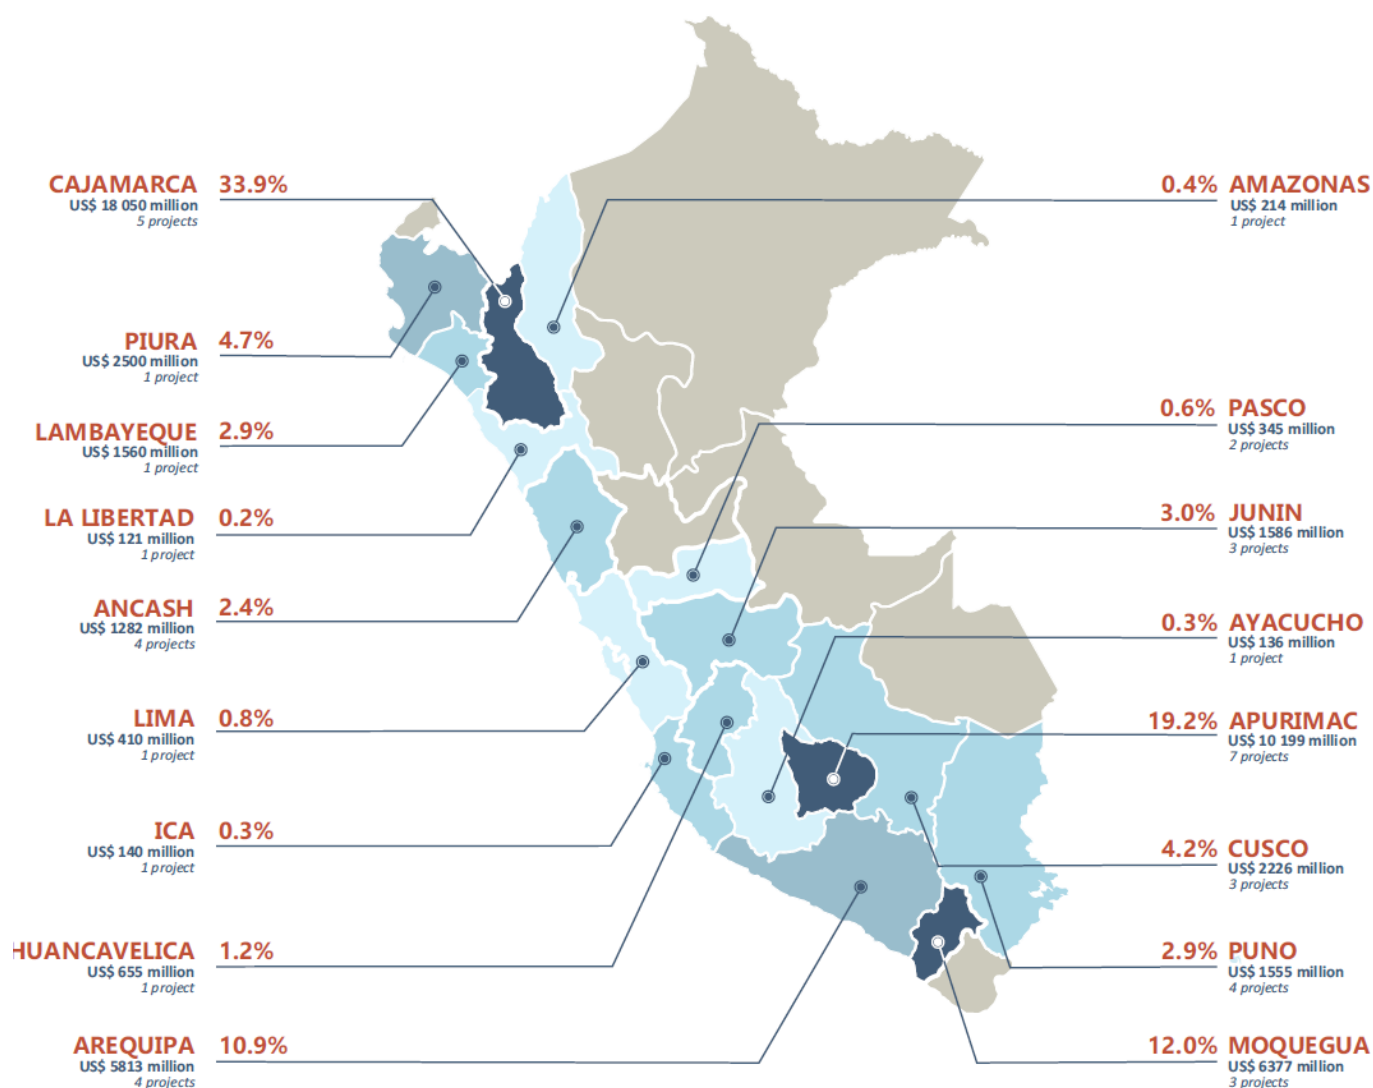 CAJAMARCA 33.9%
US$ 18 050 million
5 projects
PIURA 4.7%
US$ 2500 million
1 project
LAMBAYEQUE 2.9%
US$ 1560 million
1 project
LA LIBERTAD 0.2%
US$ 121 million
1 project
ANCASH 2.4%
US$ 1282 million
4 projects
LIMA 0.8%
US$ 410 million
1 project
ICA 0.3%
US$ 140 million
1 project
HUANCAVELICA 1.2%
US$ 655 million
1 project
AREQUIPA 10.9%
US$ 5813 million
4 projects
0.4% AMAZONAS
US$ 214 million
1 project
0.6% PASCO
US$ 345 million
2 projects
3.0% JUNIN
US$ 1586 million
3 projects
0.3% AYACUCHO
US$ 136 million
1 project
19.2% APURIMAC
US$ 10 199 million
7 projects
4.2% CUSCO
US$ 2226 million
3 projects
2.9% PUNO
US$ 1555 million
4 projects
12.0% MOQUEGUA
US$ 6377 million
3 projects